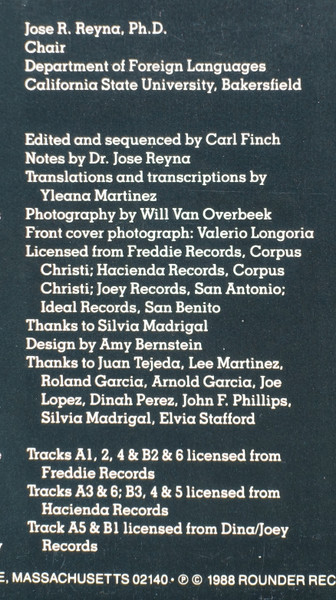 Jose R. Reyna, Ph.D.
Chair
Department of Foreign Languages
California State University, Bakersfield
Edited and sequenced by Carl Finch
Notes by Dr. Jose Reyna
Translations and transcriptions by
Yleana Martinez
Photography by Will Van Overbeek
Front cover photograph: Valerio Longoria
Licensed from Freddie Records, Corpus
Christi; Hacienda Records, Corpus
Christi; Joey Records, San Antonio;
Ideal Records, San Benito
Thanks to Silvia Madrigal
Design by Amy Bernstein
Thanks to Juan Tejeda, Lee Martinez,
Roland Garcia, Arnold Garcia, Joe
Lopez, Dinah Perez, John F. Phillips,
Silvia Madrigal, Elvia Stafford
Tracks A1, 2, 4 & B2 & 6 licensed from
Freddie Records
Tracks A3 & 6; B3, 4 & 5 licensed from
Hacienda Records
Track A5 & B1 licensed from Dina/Joey
Records
E, MASSACHUSETTS 02140 • ℗ © 1988 ROUNDER REC